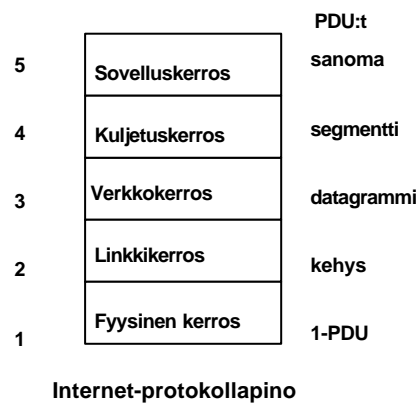 PDU:t
5 Sovelluskerros sanoma
4 Kuljetuskerros segmentti
3 Verkkokerros datagrammi
2 Linkkikerros kehys
1 Fyysinen kerros 1-PDU
Internet-protokollapino